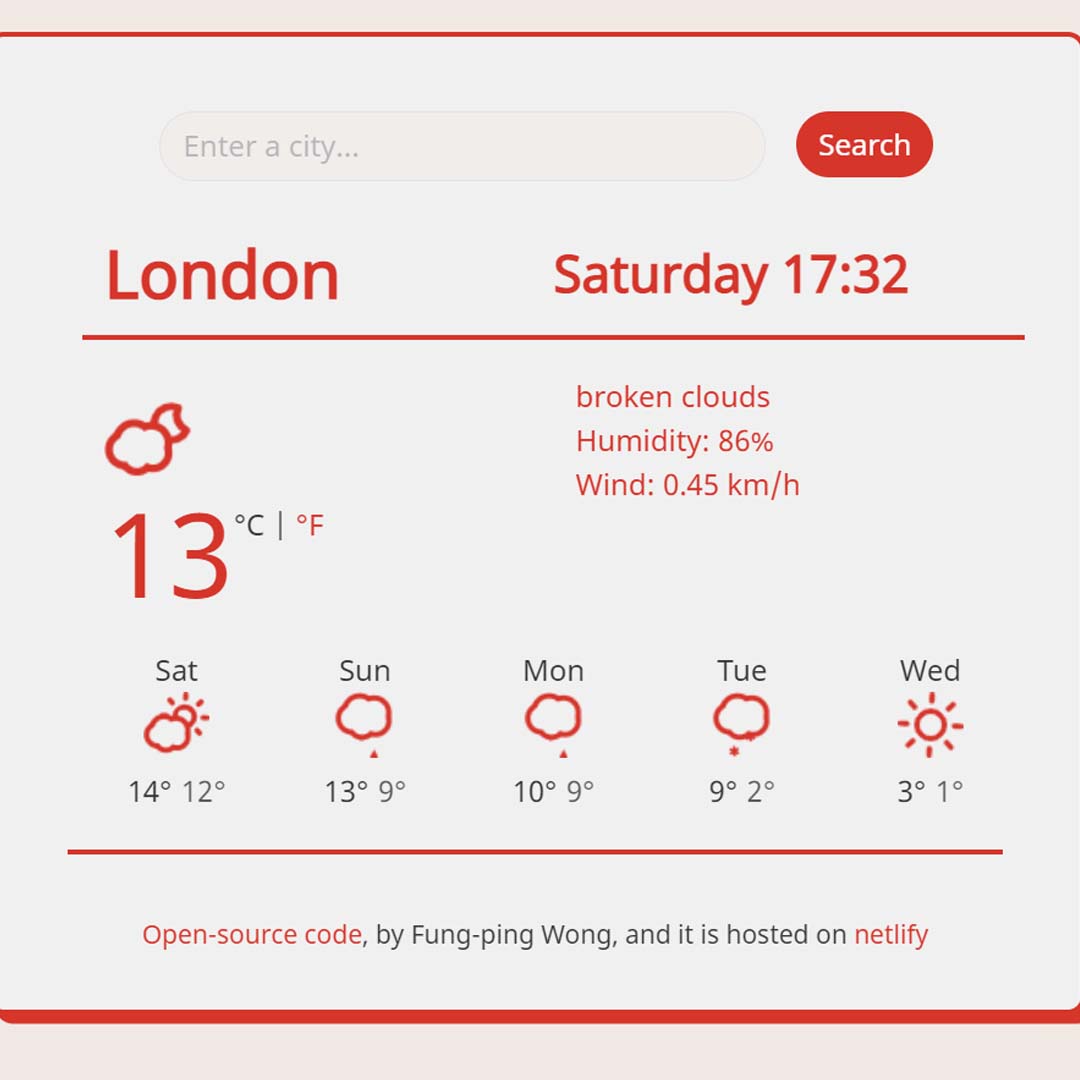 Enter a city...
Search
London
Saturday 17:32
broken clouds
Humidity: 86%
Wind: 0.45 km/h
13 °C | °F
Sat Sun Mon Tue Wed
14° 12° 13° 9° 10° 9° 9° 2° 3° 1°
Open-source code, by Fung-ping Wong, and it is hosted on netlify